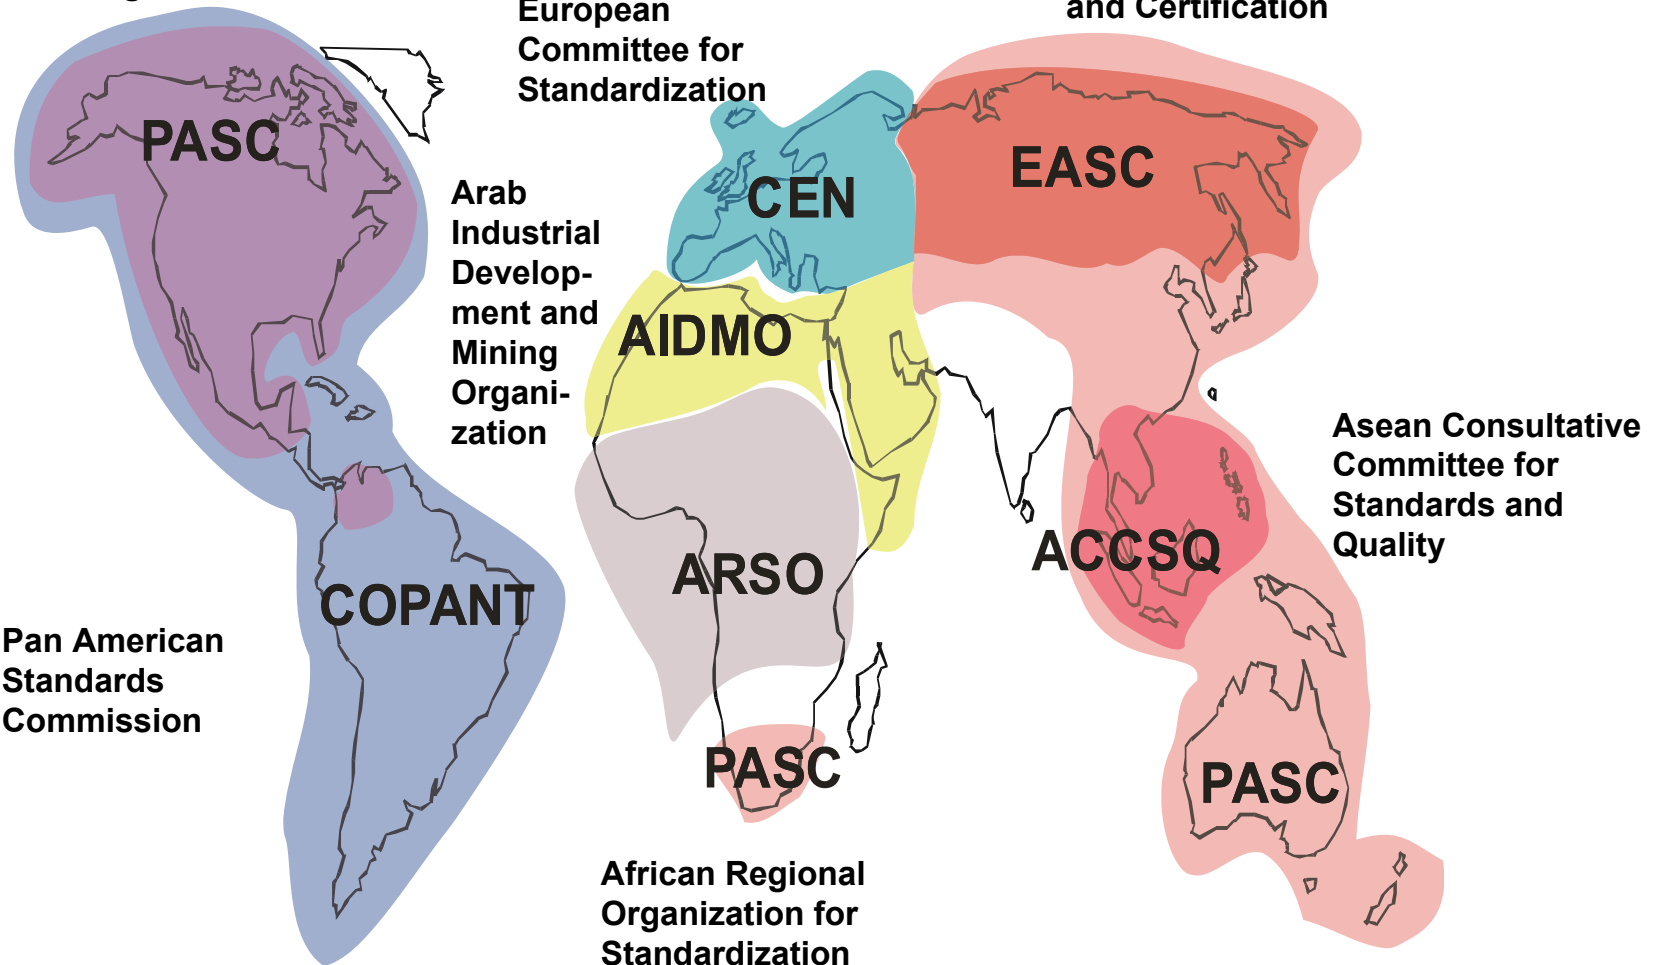 European
Committee for
Standardization
and Certification
PASC
CEN
EASC
Arab
Industrial
Develop-
ment and
Mining
Organi-
zation
AIDMO
Asean Consultative
Committee for
Standards and
Quality
ACCSQ
ARSO
COPANT
Pan American
Standards
Commission
PASC
PASC
African Regional
Organization for
Standardization